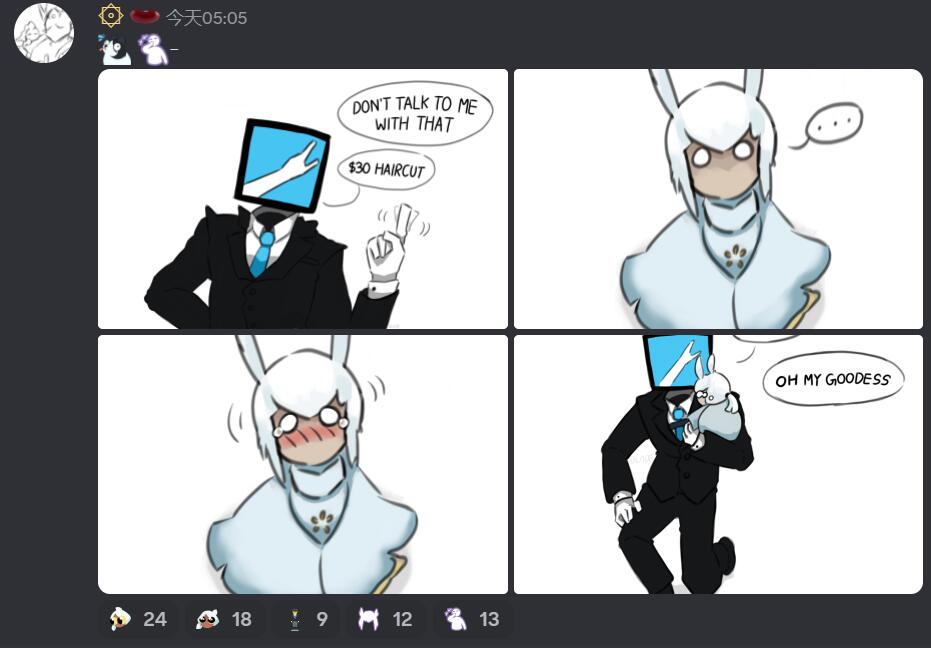 今天05:05
DON'T TALK TO ME
WITH THAT
$30 HAIRCUT
...
OH MY GOODESS
24 18 9 12 13